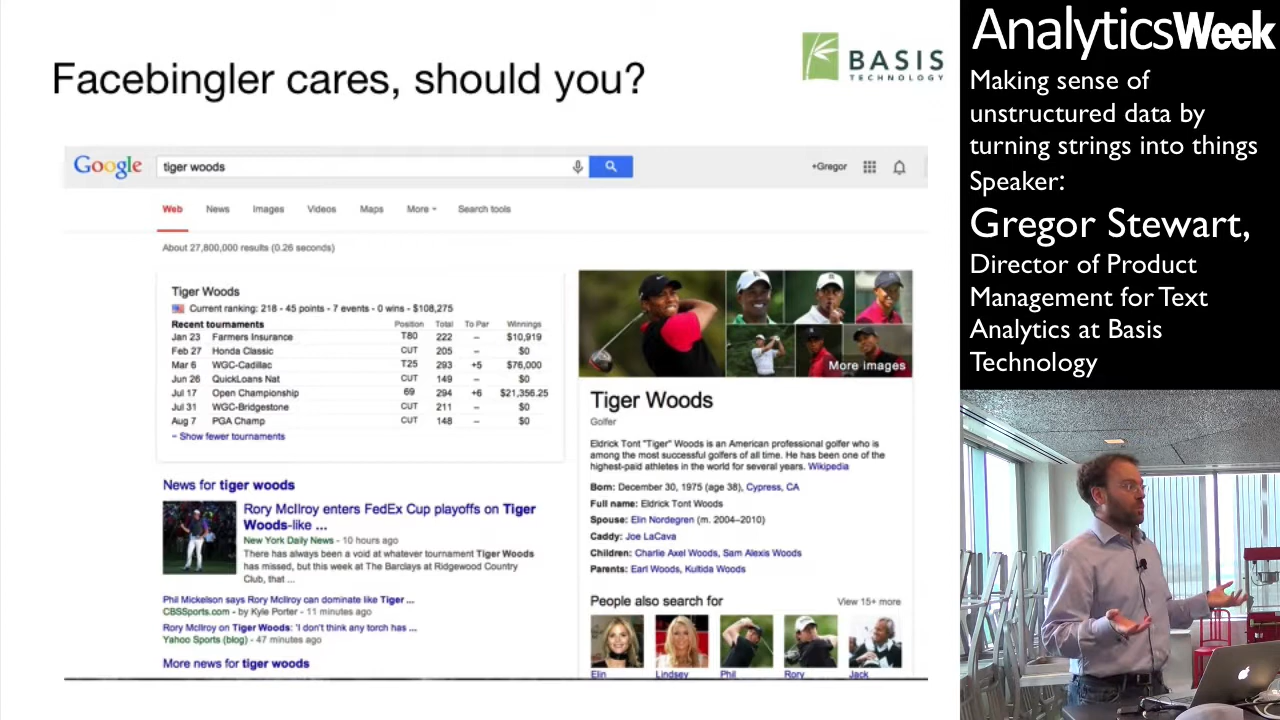 Facebingler cares, should you?
BASIS
TECHNOLOGY
Google
tiger woods
+Gregor
Web News Images Videos Maps More Search tools
About 27,800,000 results (0.26 seconds)
Tiger Woods
Current ranking: 218 - 45 points - 7 events - 0 wins - $108,275
Recent tournaments Position Total To Par Winnings
Jan 23 Farmers Insurance T80 222 – $10,919
Feb 27 Honda Classic CUT 205 – $0
Mar 6 WGC-Cadillac T25 293 +5 $76,000
Jun 26 QuickLoans Nat CUT 149 – $0
Jul 17 Open Championship 69 294 +6 $21,356.25
Jul 31 WGC-Bridgestone CUT 211 – $0
Aug 7 PGA Champ CUT 148 – $0
− Show fewer tournaments
News for tiger woods
Rory McIlroy enters FedEx Cup playoffs on Tiger
Woods-like ...
New York Daily News - 10 hours ago
There has always been a void at whatever tournament Tiger Woods
has missed, but this week at The Barclays at Ridgewood Country
Club, that ...
Phil Mickelson says Rory McIlroy can dominate like Tiger ...
CBSSports.com - by Kyle Porter - 11 minutes ago
Rory McIlroy on Tiger Woods: 'I don't think any torch has ...
Yahoo Sports (blog) - 47 minutes ago
More news for tiger woods
More images
Tiger Woods
Golfer
Eldrick Tont "Tiger" Woods is an American professional golfer who is
among the most successful golfers of all time. He has been one of the
highest-paid athletes in the world for several years. Wikipedia
Born: December 30, 1975 (age 38), Cypress, CA
Full name: Eldrick Tont Woods
Spouse: Elin Nordegren (m. 2004–2010)
Caddy: Joe LaCava
Children: Charlie Axel Woods, Sam Alexis Woods
Parents: Earl Woods, Kultida Woods
People also search for
View 15+ more
Elin Lindsey Phil Rory Jack
AnalyticsWeek
Making sense of
unstructured data by
turning strings into things
Speaker:
Gregor Stewart,
Director of Product
Management for Text
Analytics at Basis
Technology